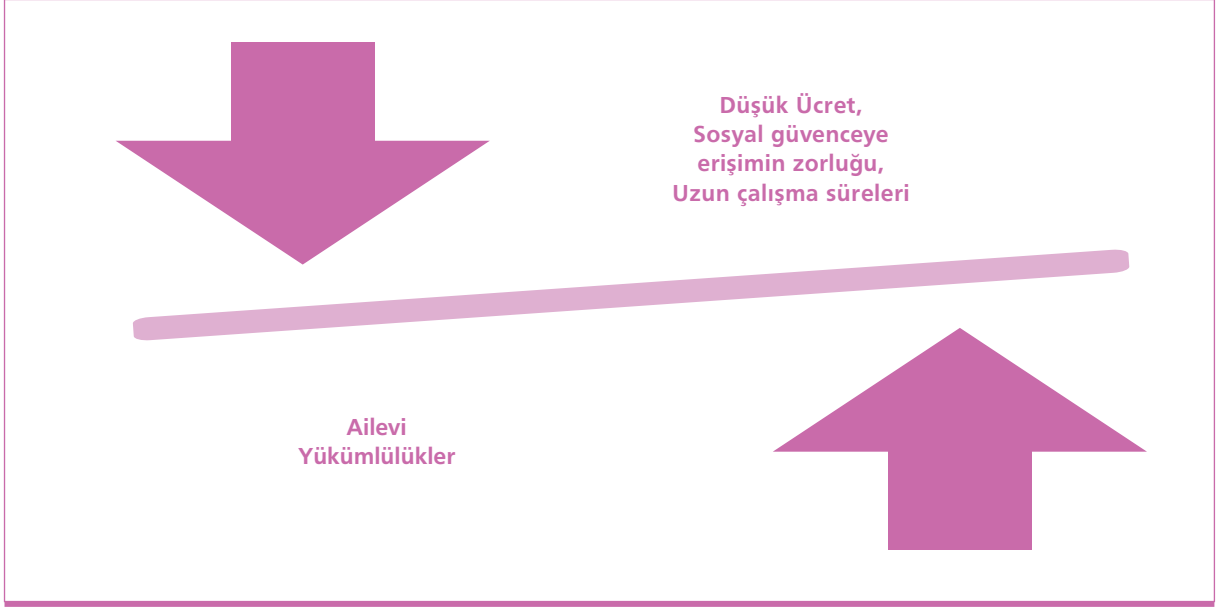 Düşük Ücret,
Sosyal güvenceye
erişimin zorluğu,
Uzun çalışma süreleri
Ailevi
Yükümlülükler